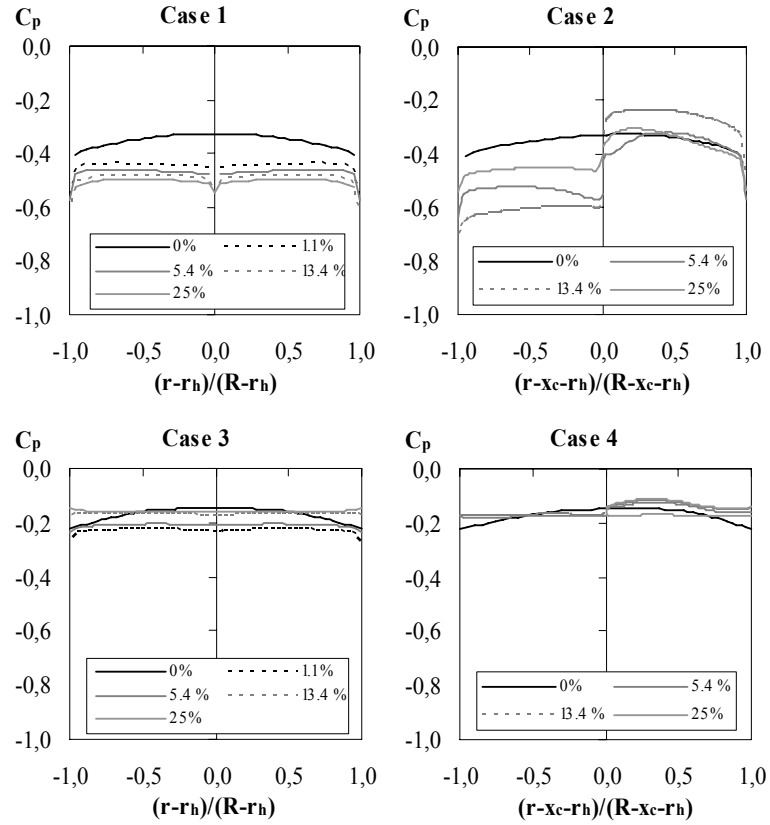 Cp Case 1
0,0
-0,2
-0,4
-0,6
-0,8
-1,0
0% 1.1%
5.4 % 13.4 %
25%
-1,0 -0,5 0,0 0,5 1,0
(r-rh)/(R-rh)
Cp Case 2
0,0
-0,2
-0,4
-0,6
-0,8
-1,0
0% 5.4 %
13.4 % 25%
-1,0 -0,5 0,0 0,5 1,0
(r-xc-rh)/(R-xc-rh)
Cp Case 3
0,0
-0,2
-0,4
-0,6
-0,8
-1,0
0% 1.1%
5.4 % 13.4 %
25%
-1,0 -0,5 0,0 0,5 1,0
(r-rh)/(R-rh)
Cp Case 4
0,0
-0,2
-0,4
-0,6
-0,8
-1,0
0% 5.4 %
13.4 % 25%
-1,0 -0,5 0,0 0,5 1,0
(r-xc-rh)/(R-xc-rh)